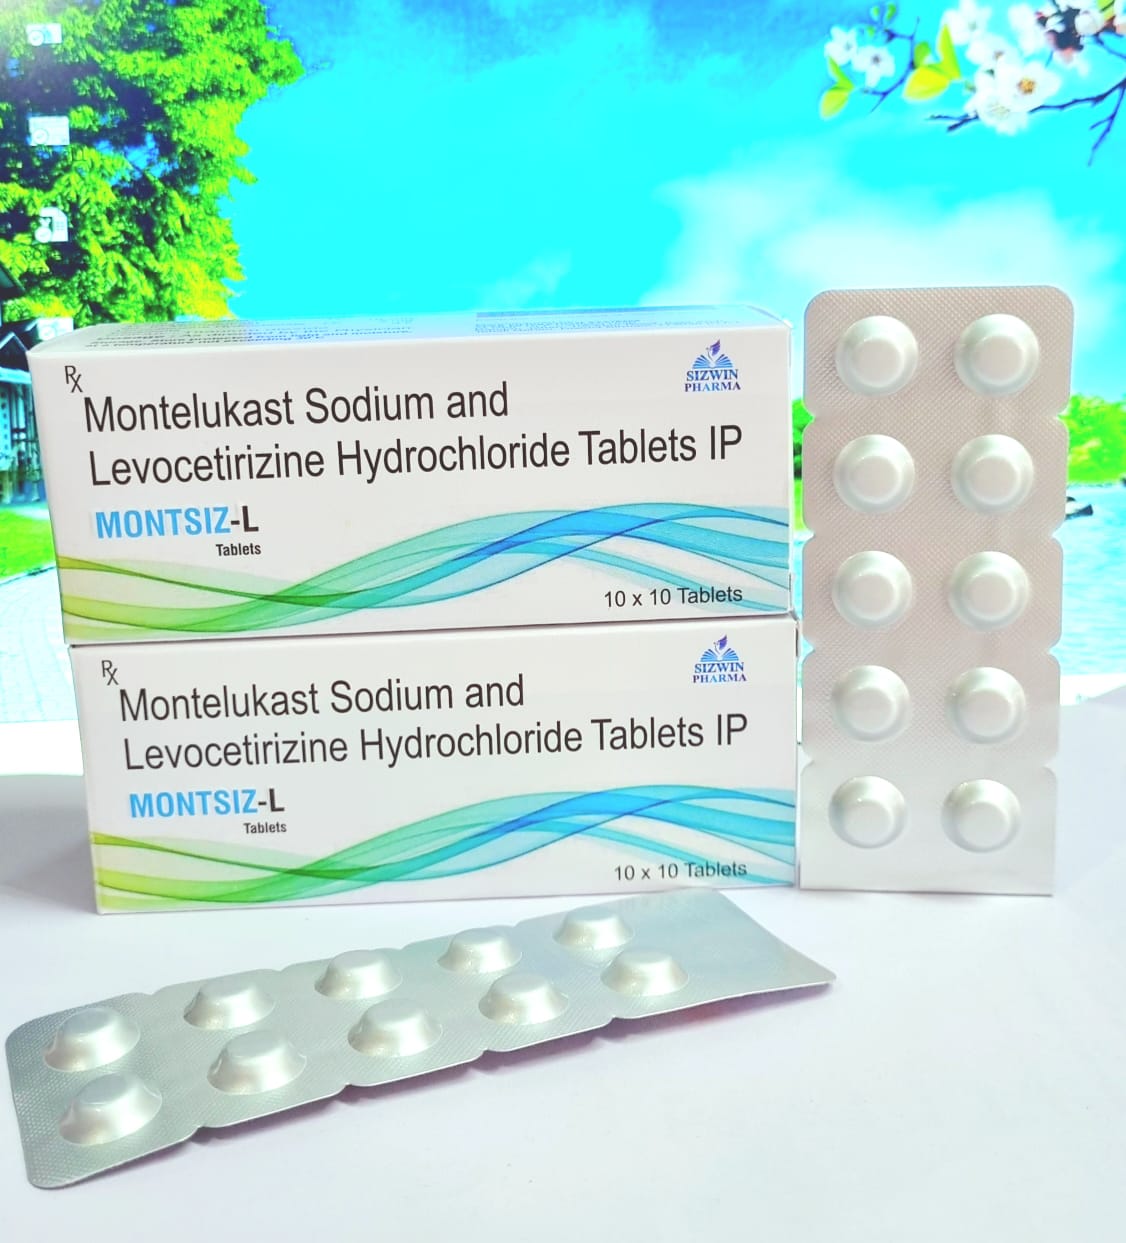 Rx
Montelukast Sodium and
Levocetirizine Hydrochloride Tablets IP
MONTSIZ-L
Tablets
10 x 10 Tablets
SIZWIN
PHARMA
Rx
Montelukast Sodium and
Levocetirizine Hydrochloride Tablets IP
MONTSIZ-L
Tablets
10 x 10 Tablets
SIZWIN
PHARMA